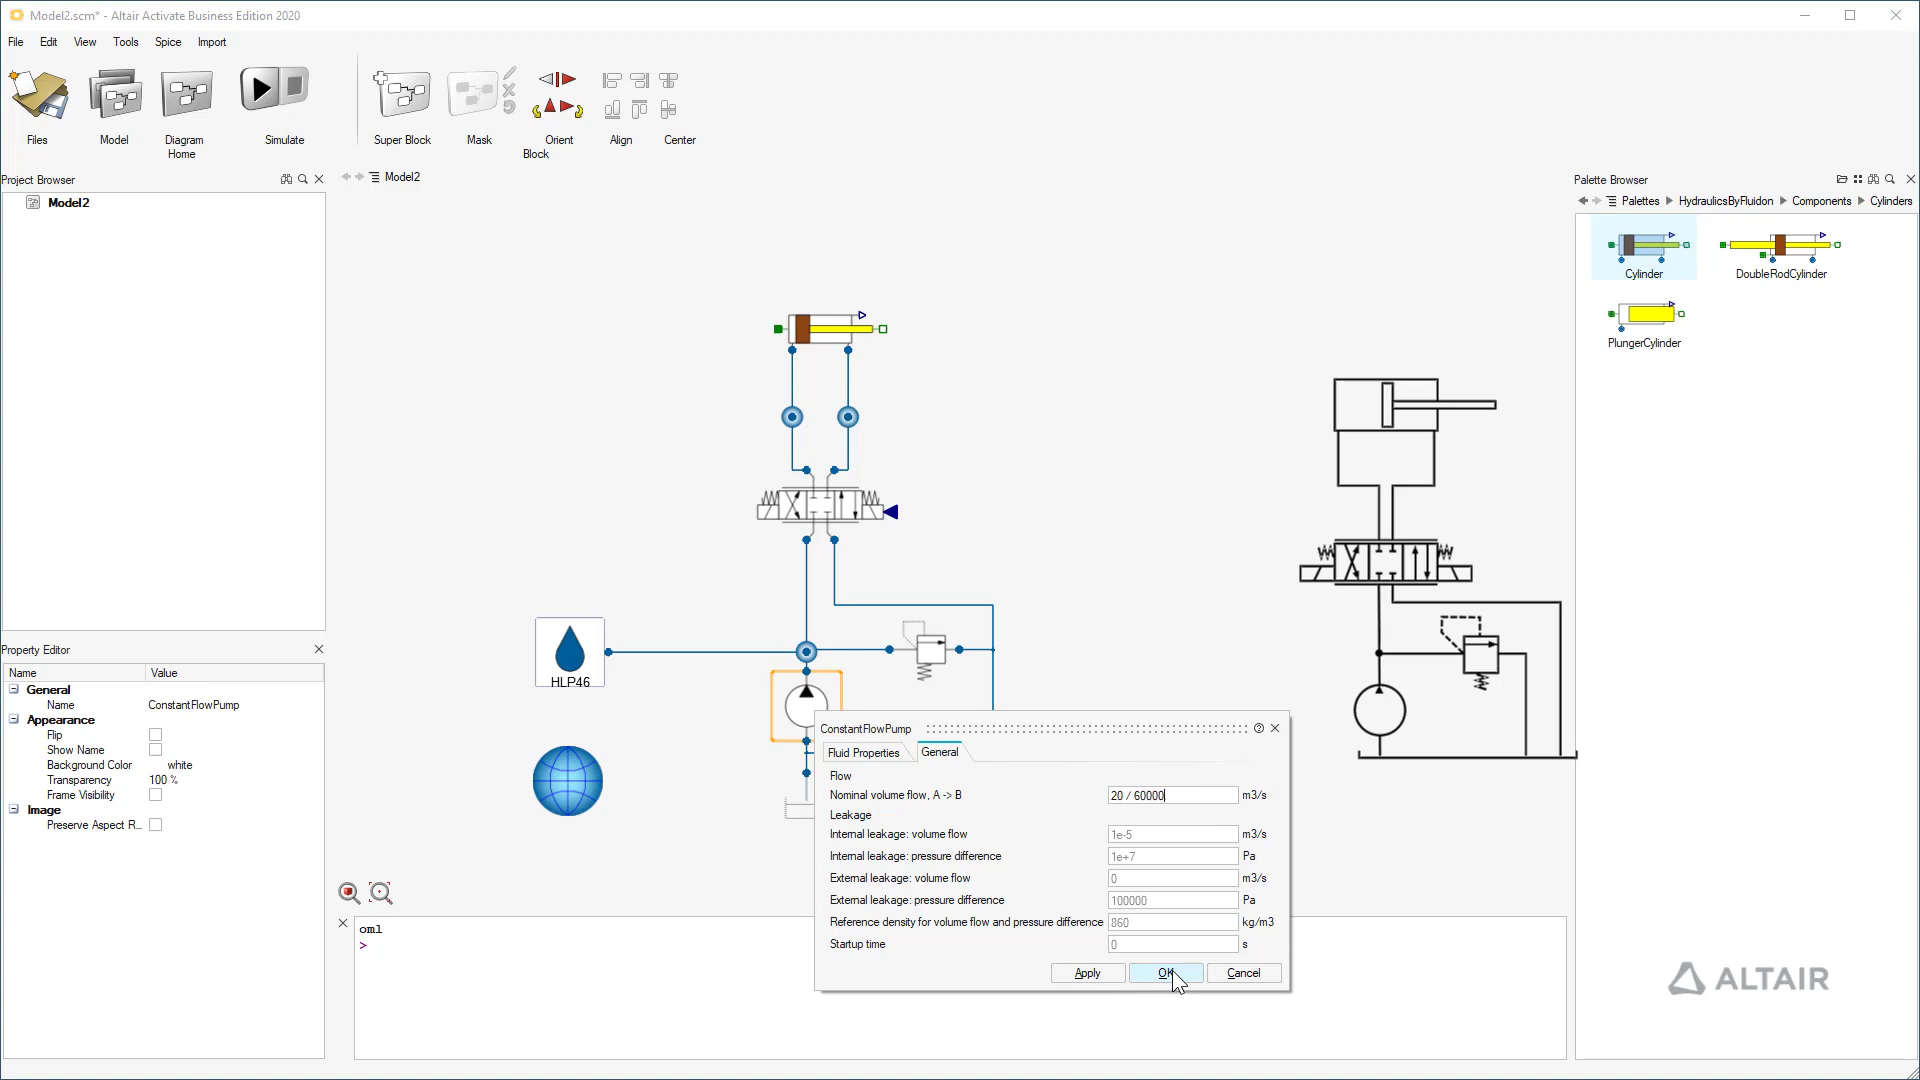 Model2.scm* - Altair Activate Business Edition 2020
File Edit View Tools Spice Import
Files Model Diagram Simulate Super Block Mask Orient Align Center
Home Block
Project Browser
Model2
Model2
Palette Browser
Palettes HydraulicsByFluidon Components Cylinders
Cylinder DoubleRodCylinder
PlungerCylinder
HLP46
Property Editor
Name Value
General
Name ConstantFlowPump
Appearance
Flip
Show Name
Background Color white
Transparency 100 %
Frame Visibility
Image
Preserve Aspect R...
ConstantFlowPump
Fluid Properties General
Flow
Nominal volume flow, A -> B 20 / 60000 m3/s
Leakage
Internal leakage: volume flow 1e-5 m3/s
Internal leakage: pressure difference 1e+7 Pa
External leakage: volume flow 0 m3/s
External leakage: pressure difference 100000 Pa
Reference density for volume flow and pressure difference 860 kg/m3
Startup time 0 s
Apply OK Cancel
oml
>
ALTAIR